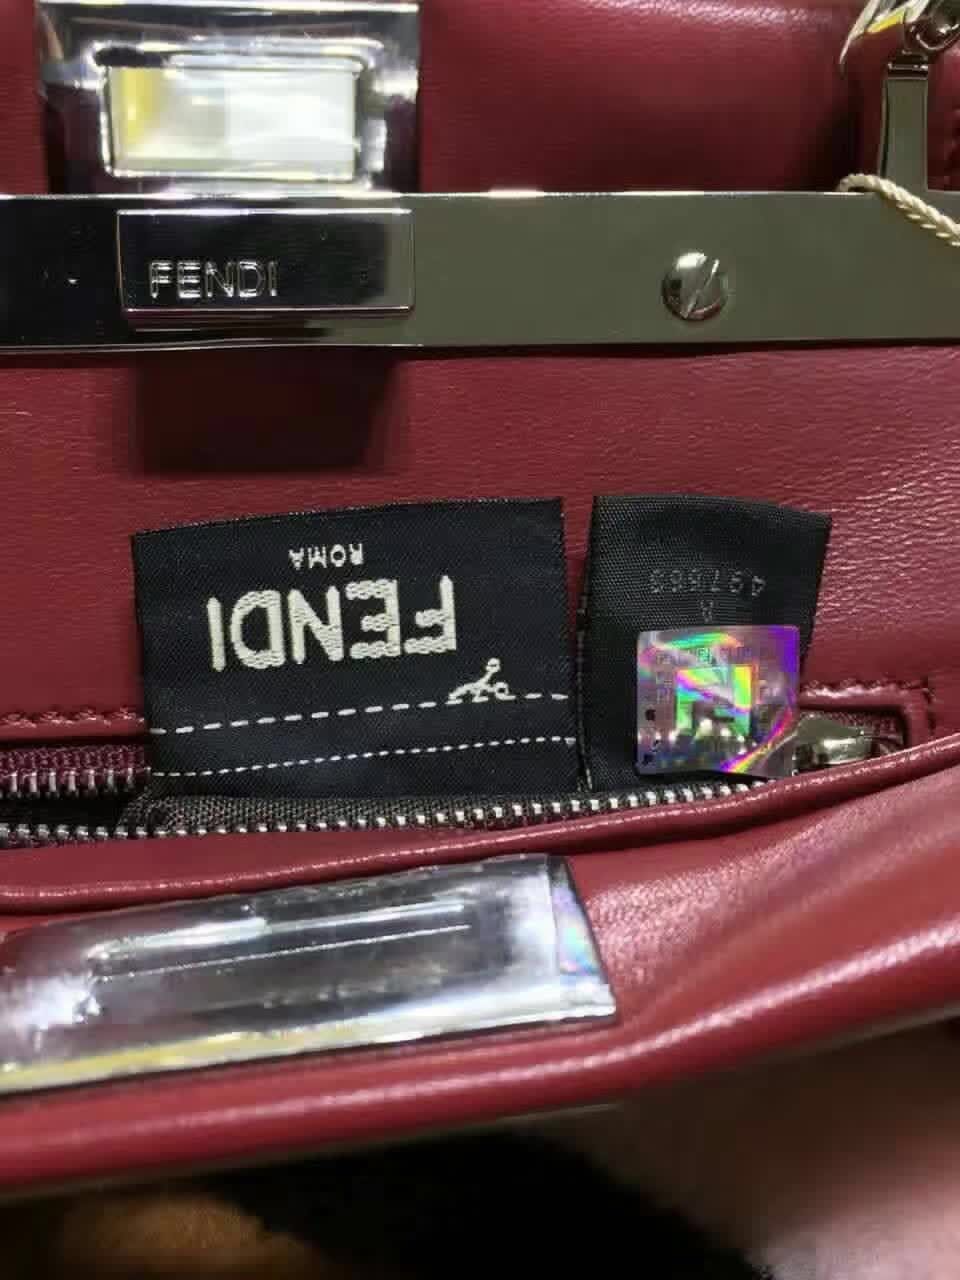 FENDI
FENDI
ROMA
497563
R